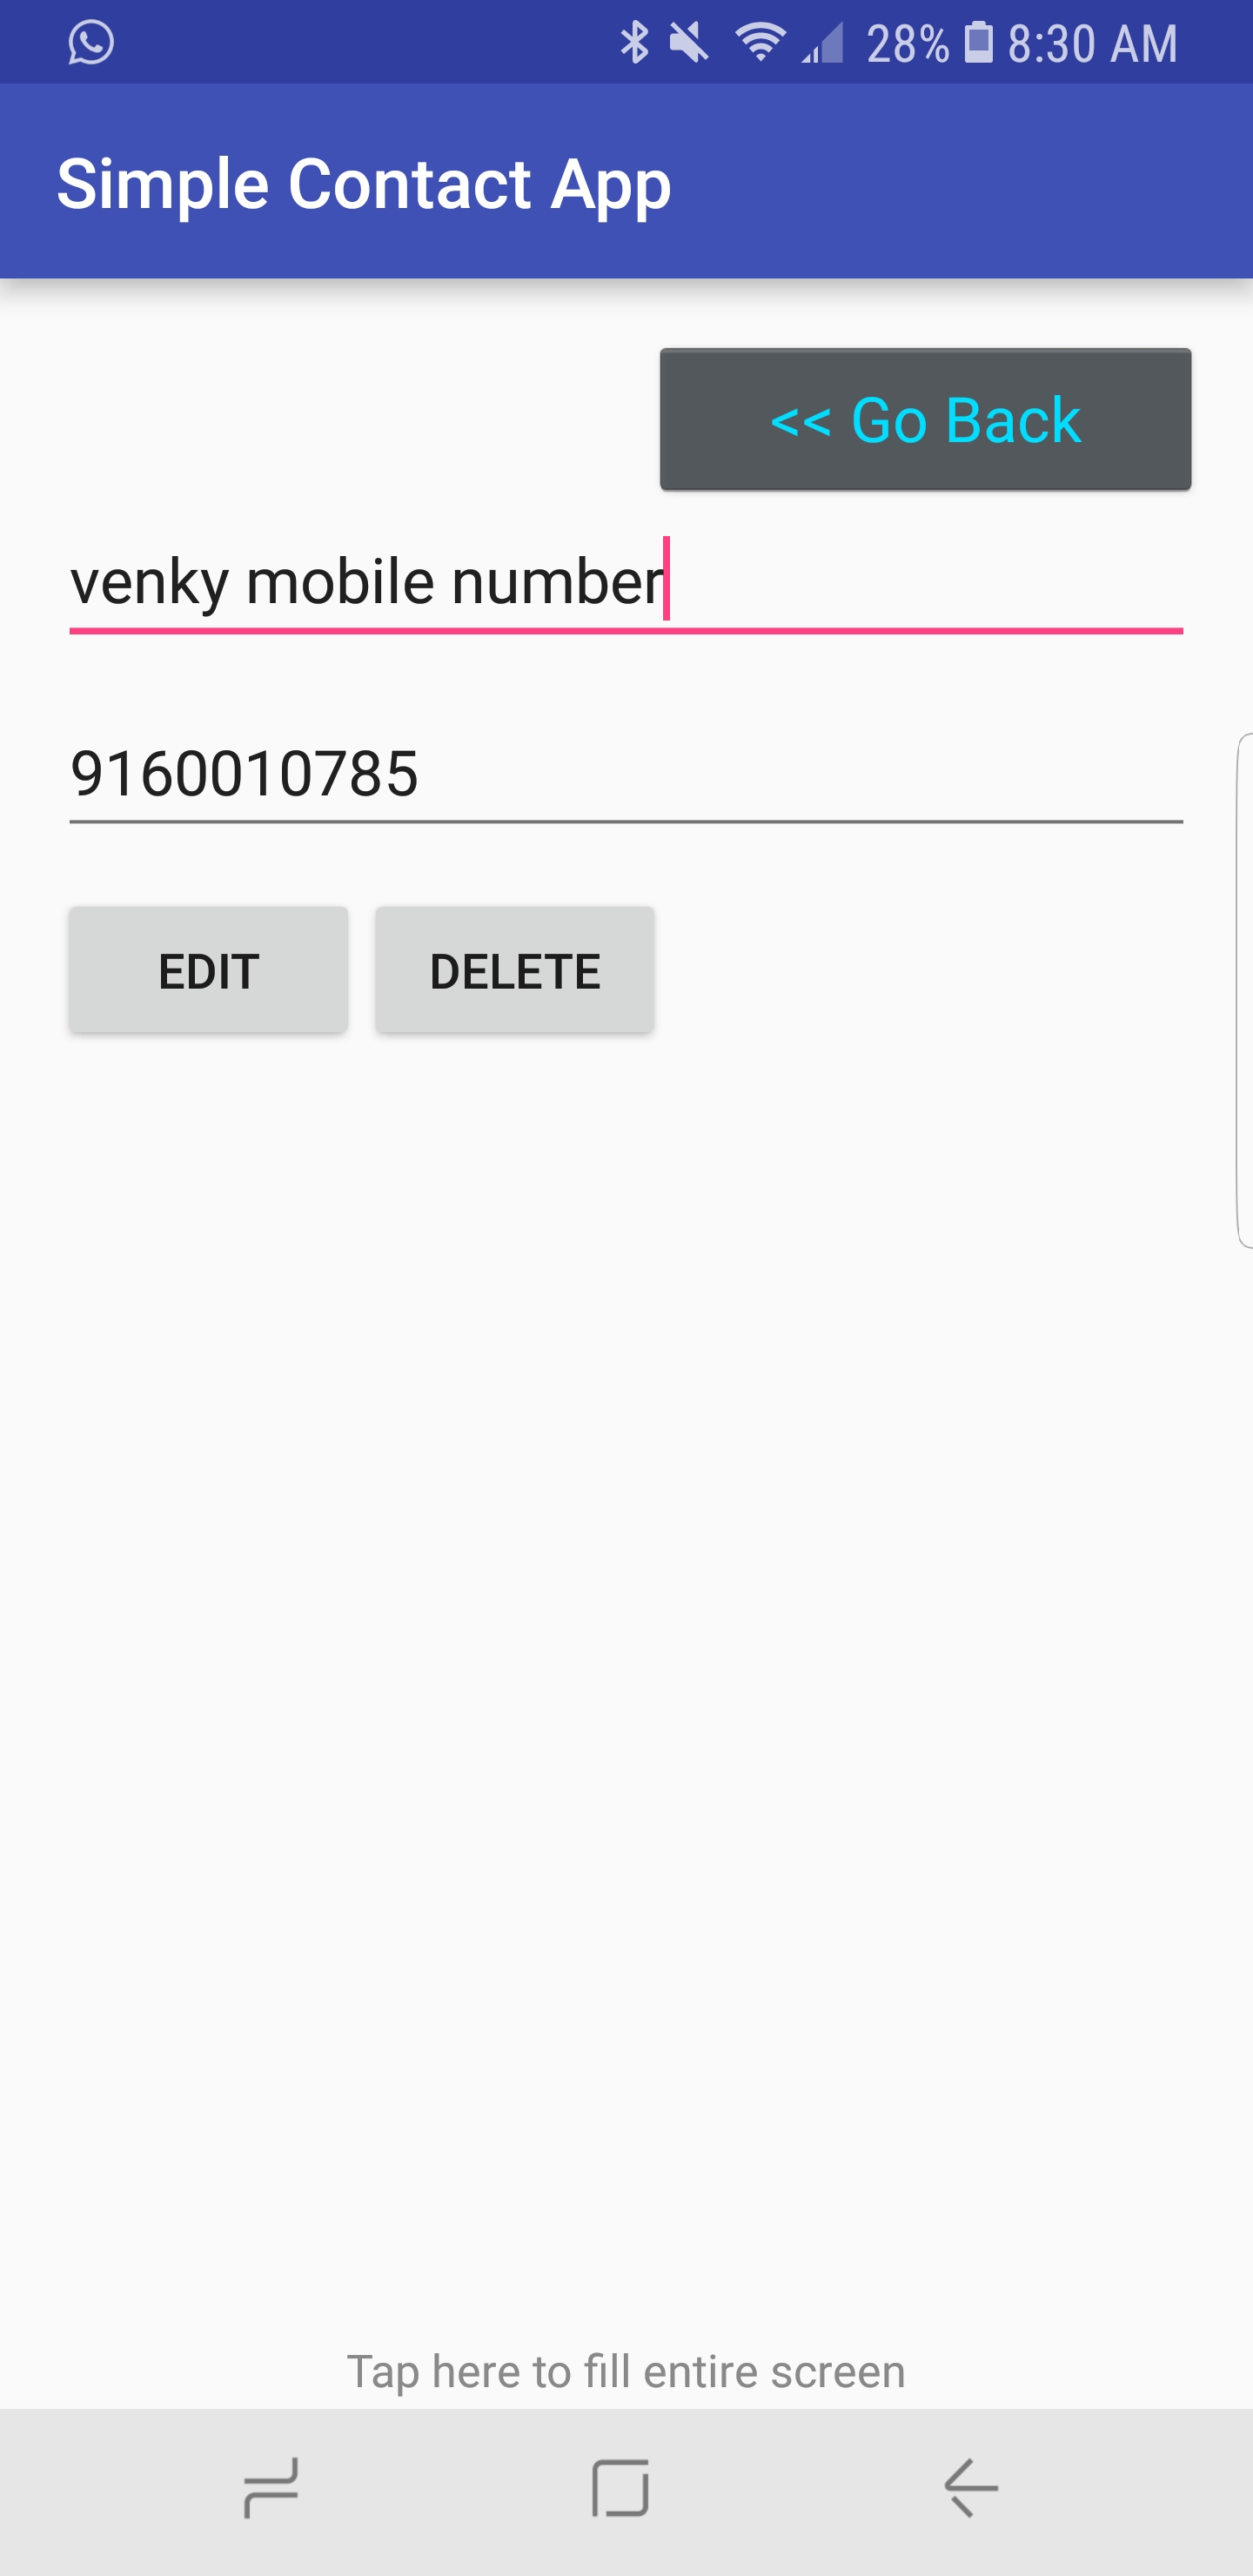 28% 8:30 AM
Simple Contact App
<< Go Back
venky mobile number
9160010785
EDIT DELETE
Tap here to fill entire screen